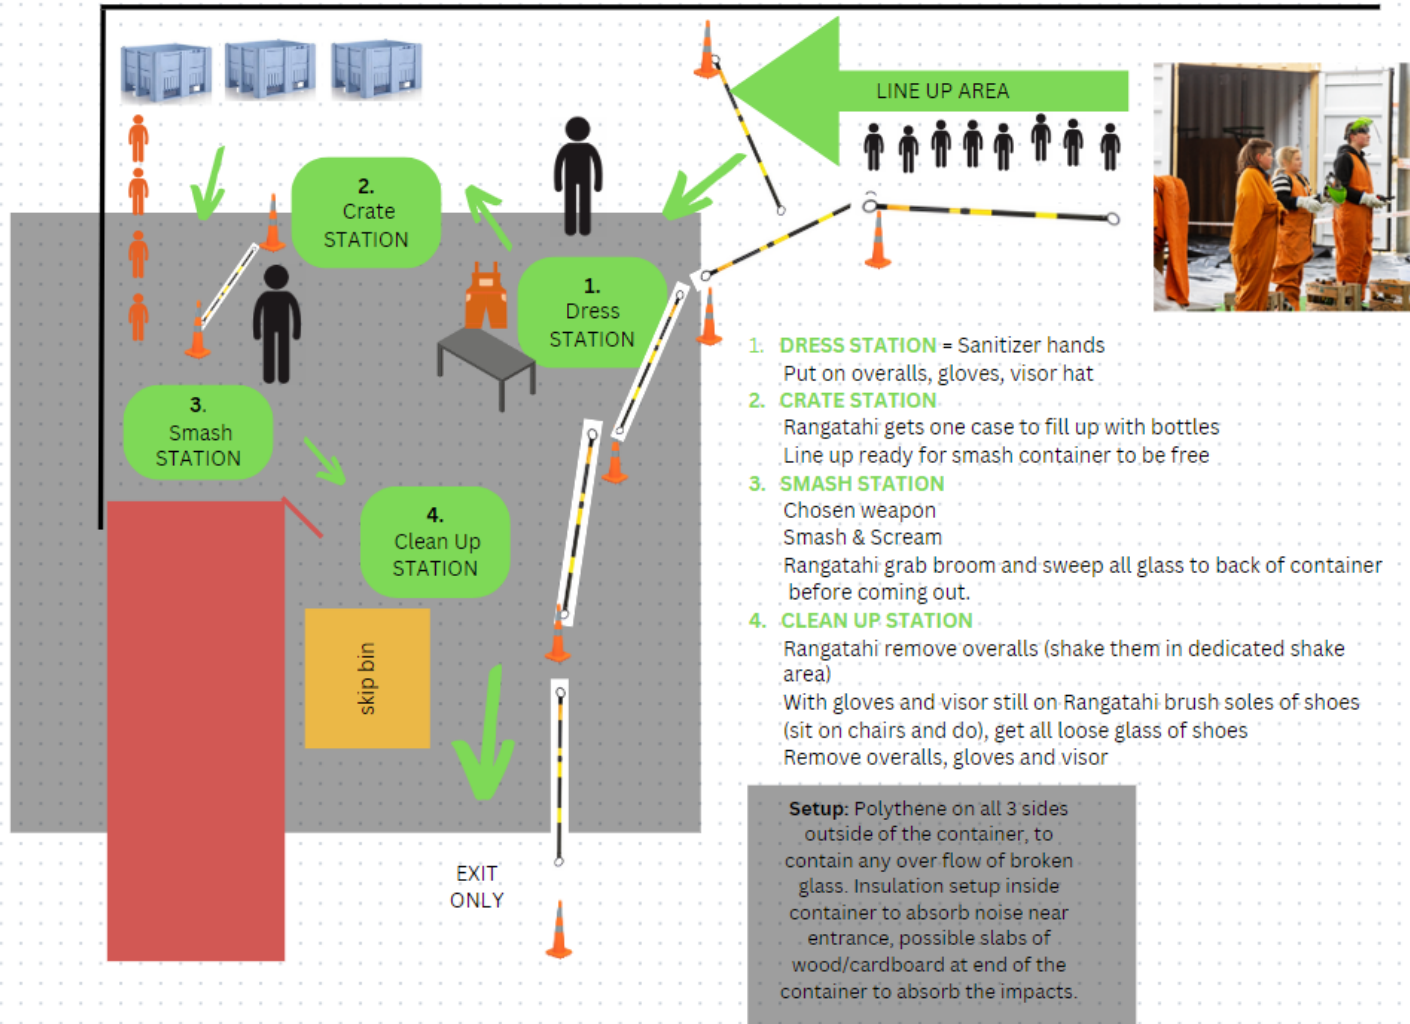 LINE UP AREA
2.
Crate
STATION
1.
Dress
STATION
3.
Smash
STATION
4.
Clean Up
STATION
skip bin
EXIT
ONLY
1. DRESS STATION = Sanitizer hands
Put on overalls, gloves, visor hat
2. CRATE STATION
Rangatahi gets one case to fill up with bottles
Line up ready for smash container to be free
3. SMASH STATION
Chosen weapon
Smash & Scream
Rangatahi grab broom and sweep all glass to back of container
before coming out.
4. CLEAN UP STATION
Rangatahi remove overalls (shake them in dedicated shake
area)
With gloves and visor still on Rangatahi brush soles of shoes
(sit on chairs and do), get all loose glass of shoes
Remove overalls, gloves and visor
Setup: Polythene on all 3 sides
outside of the container, to
contain any over flow of broken
glass. Insulation setup inside
container to absorb noise near
entrance, possible slabs of
wood/cardboard at end of the
container to absorb the impacts.